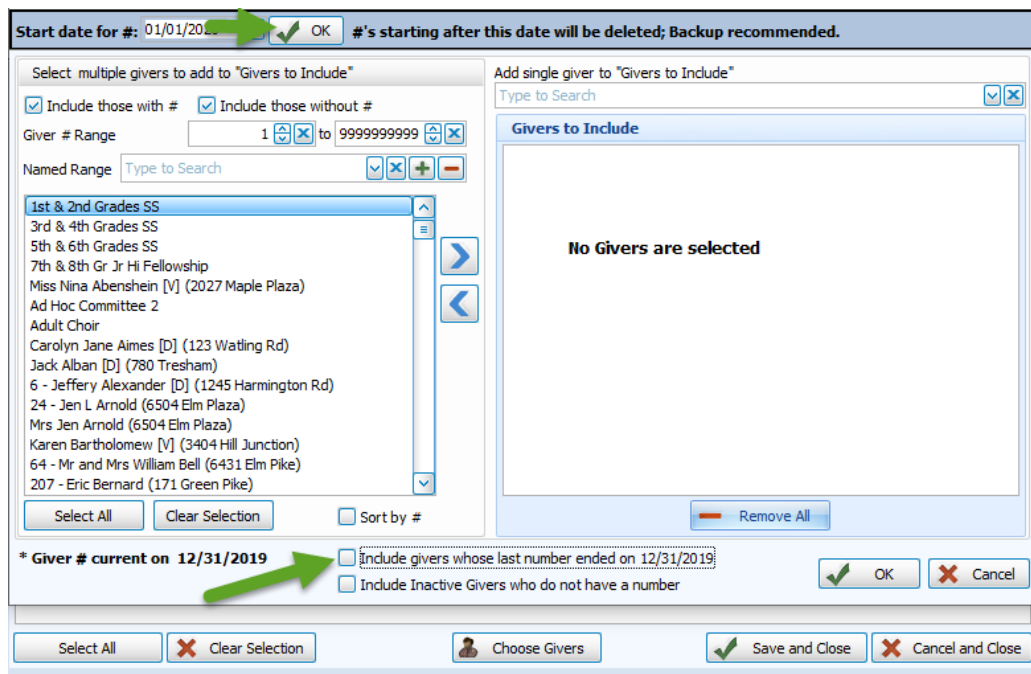 Start date for #: 01/01/20 OK #'s starting after this date will be deleted; Backup recommended.
Select multiple givers to add to "Givers to Include"
Include those with # Include those without #
Giver # Range 1 to 9999999999
Named Range Type to Search
1st & 2nd Grades SS
3rd & 4th Grades SS
5th & 6th Grades SS
7th & 8th Gr Jr Hi Fellowship
Miss Nina Abenshein [V] (2027 Maple Plaza)
Ad Hoc Committee 2
Adult Choir
Carolyn Jane Aimes [D] (123 Watling Rd)
Jack Alban [D] (780 Tresham)
6 - Jeffery Alexander [D] (1245 Harmington Rd)
24 - Jen L Arnold (6504 Elm Plaza)
Mrs Jen Arnold (6504 Elm Plaza)
Karen Bartholomew [V] (3404 Hill Junction)
64 - Mr and Mrs William Bell (6431 Elm Pike)
207 - Eric Bernard (171 Green Pike)
Select All Clear Selection Sort by #
Add single giver to "Givers to Include"
Type to Search
Givers to Include
No Givers are selected
Remove All
* Giver # current on 12/31/2019 Include givers whose last number ended on 12/31/2019
Include Inactive Givers who do not have a number
OK Cancel
Select All Clear Selection Choose Givers Save and Close Cancel and Close